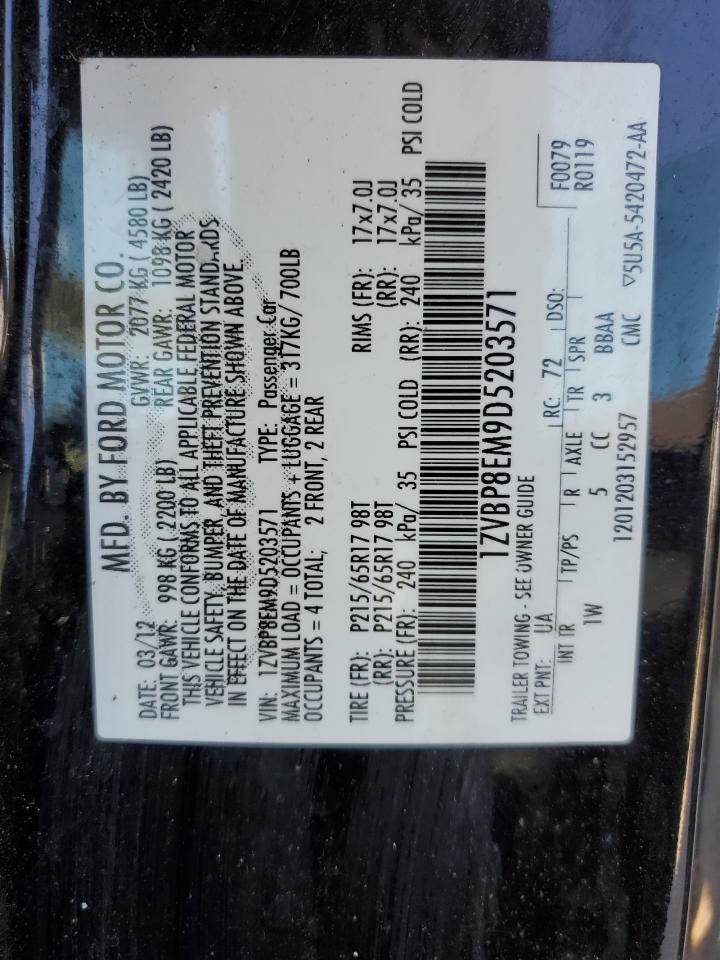 MFD. BY FORD MOTOR CO.
DATE: 03/12 GVWR: 2077 KG ( 4580 LB)
FRONT GAWR: 998 KG ( 2200 LB) REAR GAWR: 1098 KG ( 2420 LB)
THIS VEHICLE CONFORMS TO ALL APPLICABLE FEDERAL MOTOR
VEHICLE SAFETY, BUMPER, AND THEFT PREVENTION STANDARDS
IN EFFECT ON THE DATE OF MANUFACTURE SHOWN ABOVE.
VIN: 1ZVBP8EM9D5203571 TYPE: Passenger Car
MAXIMUM LOAD = OCCUPANTS + LUGGAGE = 317KG/ 700LB
OCCUPANTS = 4 TOTAL; 2 FRONT, 2 REAR
TIRE (FR): P215/65R17 98T RIMS (FR): 17x7.0J
(RR): P215/65R17 98T (RR): 17x7.0J
PRESSURE (FR): 240 kPa/ 35 PSI COLD (RR): 240 kPa/ 35 PSI COLD
1ZVBP8EM9D5203571
TRAILER TOWING - SEE OWNER GUIDE
EXT PNT: UA RC: 72 DSO: F0079
R0119
INT TR TP/PS R AXLE TR SPR
1W 5 CC 3 BBAA
1201203152957 CMC ▽5U5A-5420472-AA